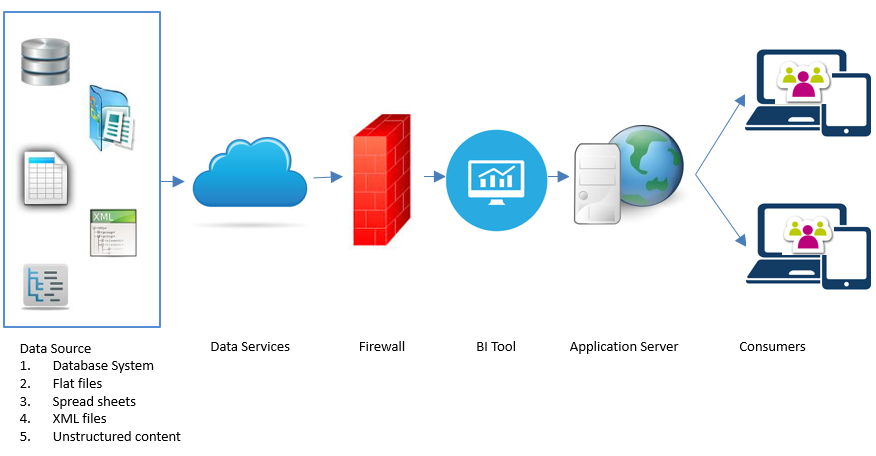 XML
Data Source
1. Database System
2. Flat files
3. Spread sheets
4. XML files
5. Unstructured content
Data Services
Firewall
BI Tool
Application Server
Consumers